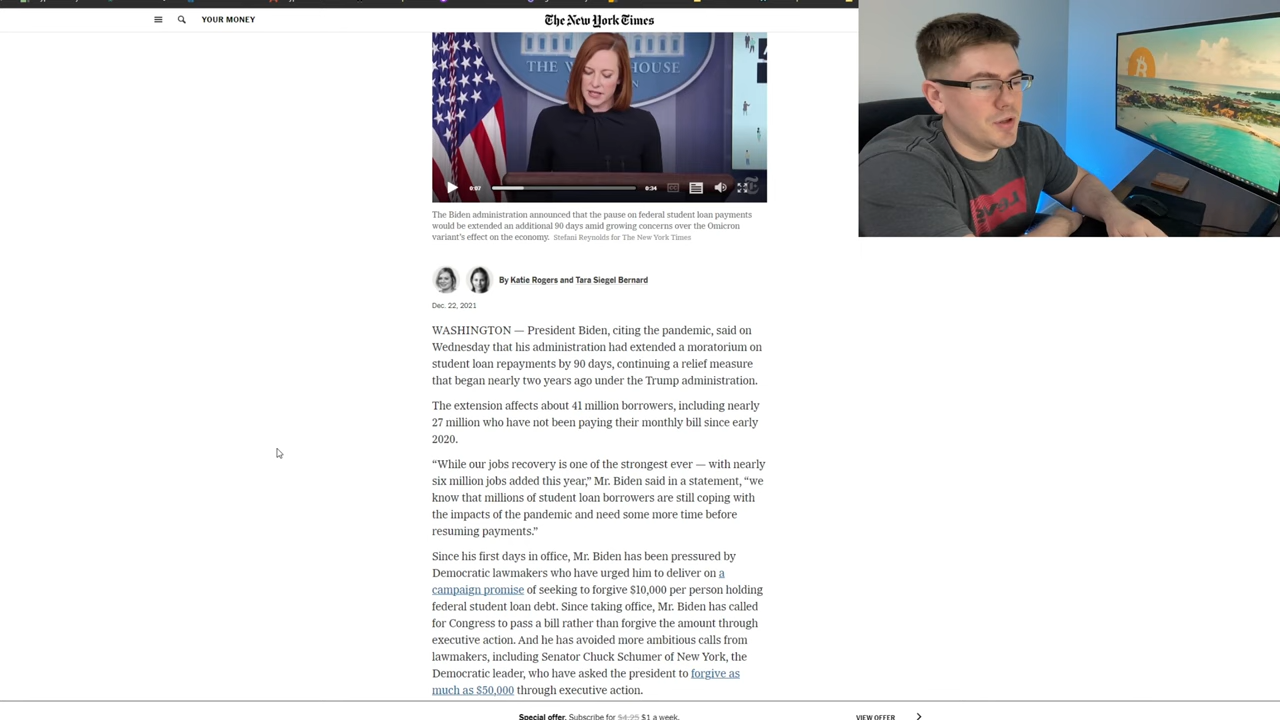 YOUR MONEY
The New York Times
THE WHITE HOUSE
0:07
0:34
The Biden administration announced that the pause on federal student loan payments
would be extended an additional 90 days amid growing concerns over the Omicron
variant's effect on the economy. Stefani Reynolds for The New York Times
By Katie Rogers and Tara Siegel Bernard
Dec. 22, 2021
WASHINGTON — President Biden, citing the pandemic, said on
Wednesday that his administration had extended a moratorium on
student loan repayments by 90 days, continuing a relief measure
that began nearly two years ago under the Trump administration.
The extension affects about 41 million borrowers, including nearly
27 million who have not been paying their monthly bill since early
2020.
“While our jobs recovery is one of the strongest ever — with nearly
six million jobs added this year,” Mr. Biden said in a statement, “we
know that millions of student loan borrowers are still coping with
the impacts of the pandemic and need some more time before
resuming payments.”
Since his first days in office, Mr. Biden has been pressured by
Democratic lawmakers who have urged him to deliver on a
campaign promise of seeking to forgive $10,000 per person holding
federal student loan debt. Since taking office, Mr. Biden has called
for Congress to pass a bill rather than forgive the amount through
executive action. And he has avoided more ambitious calls from
lawmakers, including Senator Chuck Schumer of New York, the
Democratic leader, who have asked the president to forgive as
much as $50,000 through executive action.
Special offer. Subscribe for $4.25 $1 a week.
VIEW OFFER